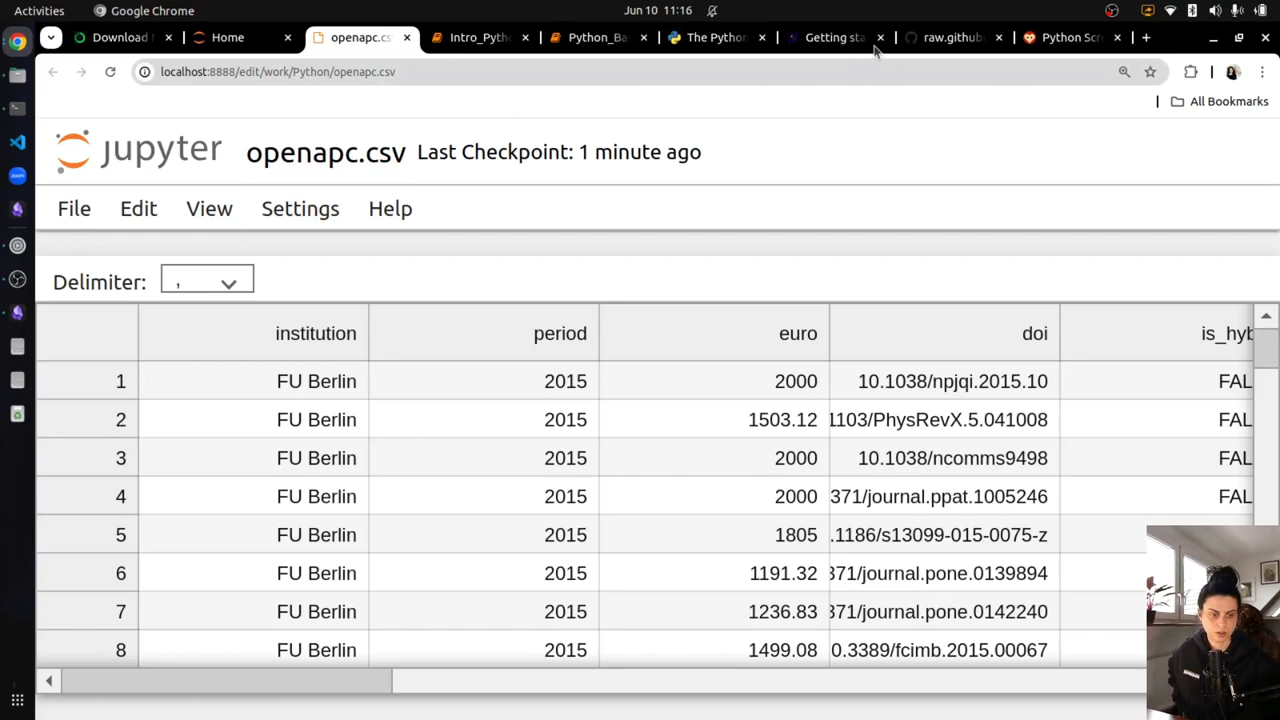 Activities Google Chrome Jun 10 11:16
Download Home openapc.csv Intro_Pyth Python_Ba The Python Getting sta raw.github Python Scr
localhost:8888/edit/work/Python/openapc.csv
All Bookmarks
jupyter openapc.csv Last Checkpoint: 1 minute ago
File Edit View Settings Help
Delimiter: ,
institution period euro doi is_hyb
1 FU Berlin 2015 2000 10.1038/npjqi.2015.10 FAL
2 FU Berlin 2015 1503.12 1103/PhysRevX.5.041008 FAL
3 FU Berlin 2015 2000 10.1038/ncomms9498 FAL
4 FU Berlin 2015 2000 371/journal.ppat.1005246 FAL
5 FU Berlin 2015 1805 .1186/s13099-015-0075-z
6 FU Berlin 2015 1191.32 371/journal.pone.0139894
7 FU Berlin 2015 1236.83 371/journal.pone.0142240
8 FU Berlin 2015 1499.08 0.3389/fcimb.2015.00067